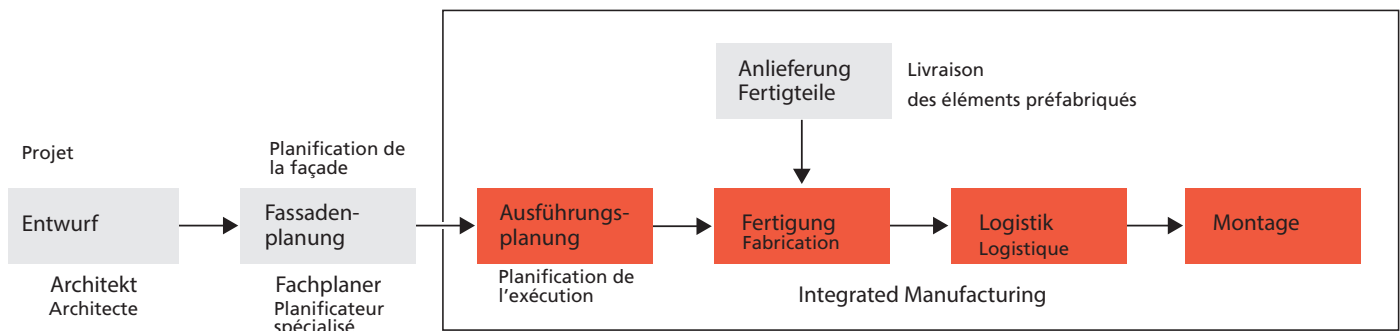 Anlieferung
Fertigteile
Livraison
des éléments préfabriqués
Projet
Planification de
la façade
Entwurf
Fassaden-
planung
Ausführungs-
planung
Fertigung
Fabrication
Logistik
Logistique
Montage
Architekt
Architecte
Fachplaner
Planificateur
spécialisé
Planification de
l'exécution
Integrated Manufacturing